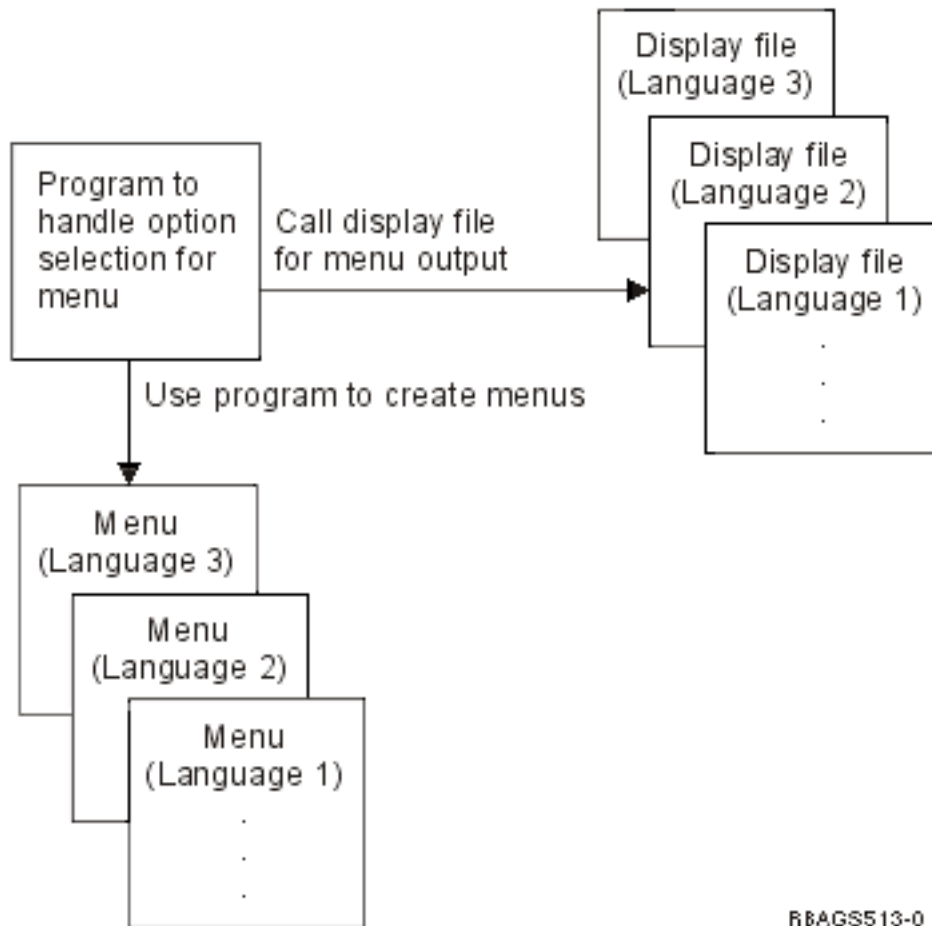 Display file
(Language 3)
Display file
(Language 2)
Display file
(Language 1)
.
.
.
Program to
handle option
selection for
menu
Call display file
for menu output
Use program to create menus
Menu
(Language 3)
Menu
(Language 2)
Menu
(Language 1)
.
.
.
RBAGS513-0